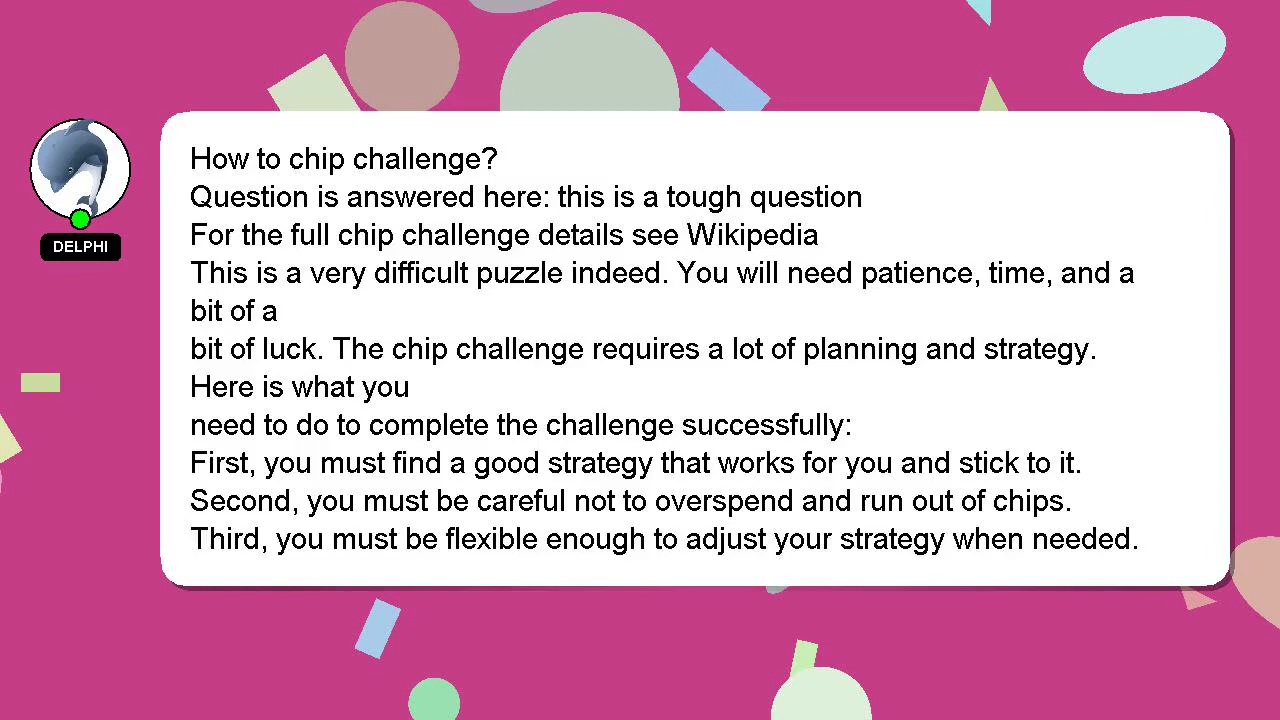 DELPHI
How to chip challenge?
Question is answered here: this is a tough question
For the full chip challenge details see Wikipedia
This is a very difficult puzzle indeed. You will need patience, time, and a
bit of a
bit of luck. The chip challenge requires a lot of planning and strategy.
Here is what you
need to do to complete the challenge successfully:
First, you must find a good strategy that works for you and stick to it.
Second, you must be careful not to overspend and run out of chips.
Third, you must be flexible enough to adjust your strategy when needed.